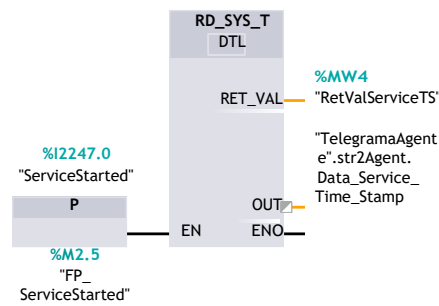 RD_SYS_T
DTL
%MW4
RET_VAL
"RetValServiceTS"
"TelegramaAgent
e".str2Agent.
Data_Service_
Time_Stamp
%I2247.0
"ServiceStarted"
P
OUT
EN
ENO
%M2.5
"FP_
ServiceStarted"